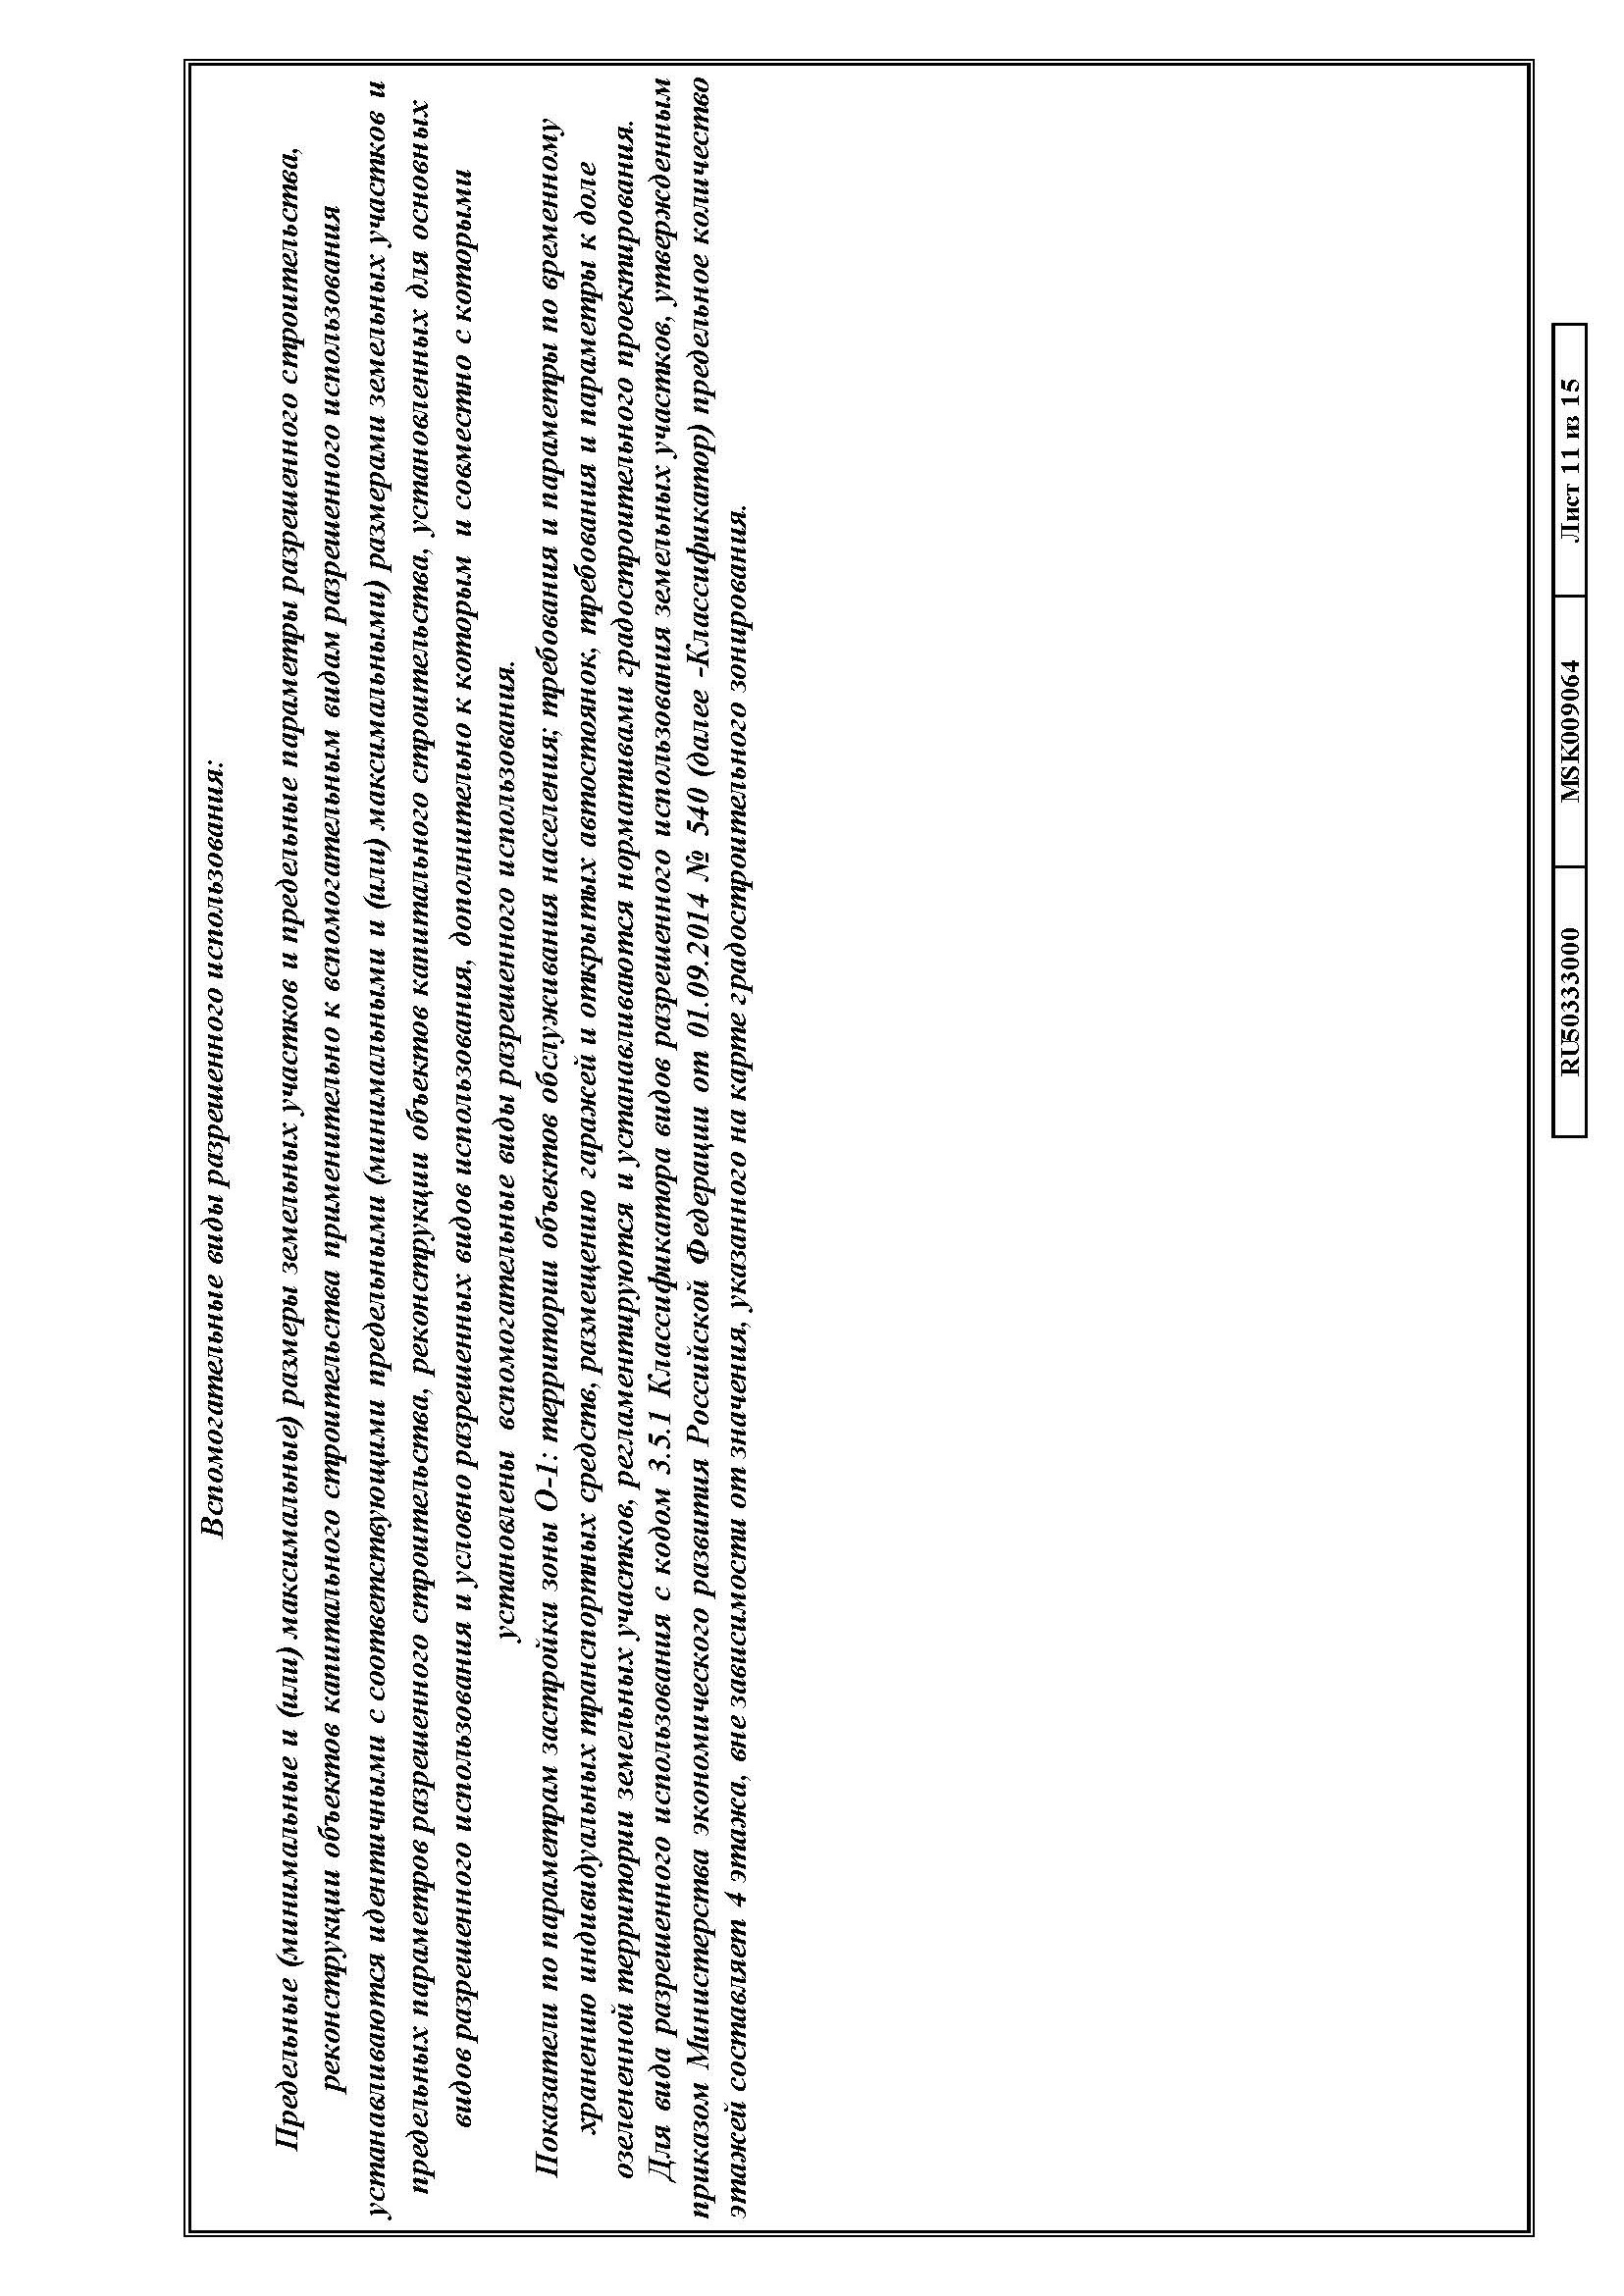 Вспомогательные виды разрешенного использования:
Предельные (минимальные и (или) максимальные) размеры земельных участков и предельные параметры разрешенного строительства,
реконструкции объектов капитального строительства применительно к вспомогательным видам разрешенного использования
устанавливаются идентичными с соответствующими предельными (минимальными и (или) максимальными) размерами земельных участков и
предельных параметров разрешенного строительства, реконструкции объектов капитального строительства, установленных для основных
видов разрешенного использования и условно разрешенных видов использования, дополнительно к которым и совместно с которыми
установлены вспомогательные виды разрешенного использования.
Показатели по параметрам застройки зоны О-1: территории объектов обслуживания населения; требования и параметры по временному
хранению индивидуальных транспортных средств, размещению гаражей и открытых автостоянок, требования и параметры к доле
озелененной территории земельных участков, регламентируются и устанавливаются нормативами градостроительного проектирования.
Для вида разрешенного использования с кодом 3.5.1 Классификатора видов разрешенного использования земельных участков, утвержденным
приказом Министерства экономического развития Российской Федерации от 01.09.2014 № 540 (далее -Классификатор) предельное количество
этажей составляет 4 этажа, вне зависимости от значения, указанного на карте градостроительного зонирования.
RU50333000 MSK009064 Лист 11 из 15